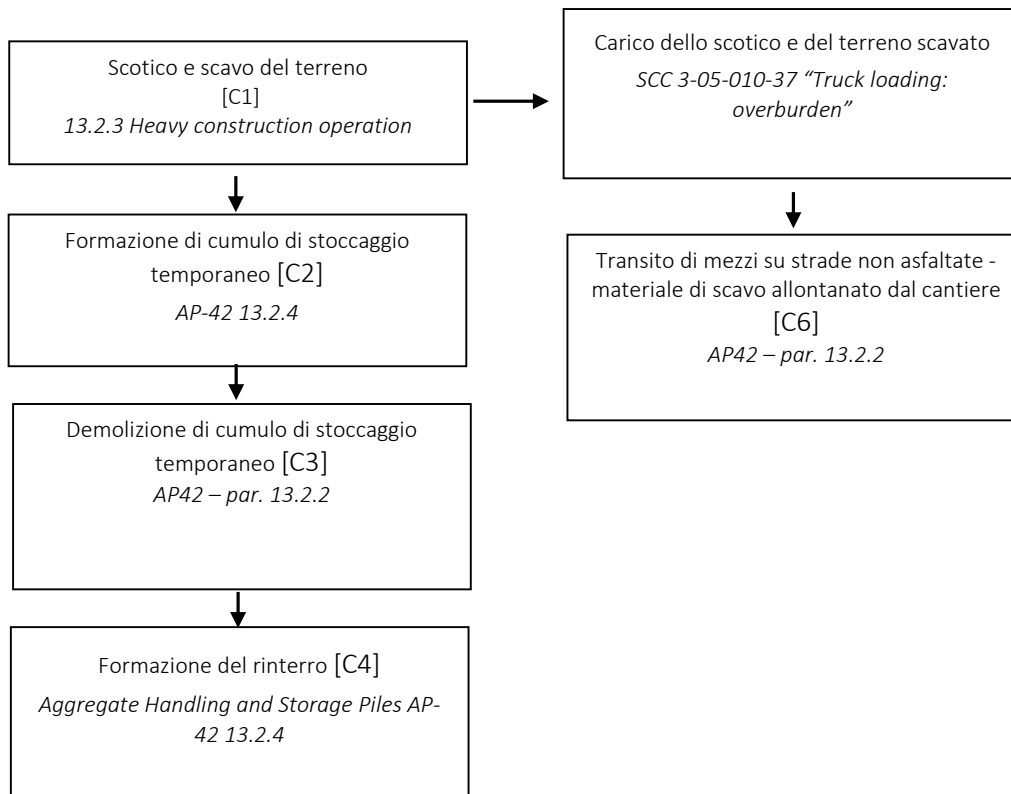 Scotico e scavo del terreno
[C1]
13.2.3 Heavy construction operation
Carico dello scotico e del terreno scavato
SCC 3-05-010-37 “Truck loading:
overburden”
Formazione di cumulo di stoccaggio
temporaneo [C2]
AP-42 13.2.4
Transito di mezzi su strade non asfaltate -
materiale di scavo allontanato dal cantiere
[C6]
AP42 – par. 13.2.2
Demolizione di cumulo di stoccaggio
temporaneo [C3]
AP42 – par. 13.2.2
Formazione del rinterro [C4]
Aggregate Handling and Storage Piles AP-
42 13.2.4